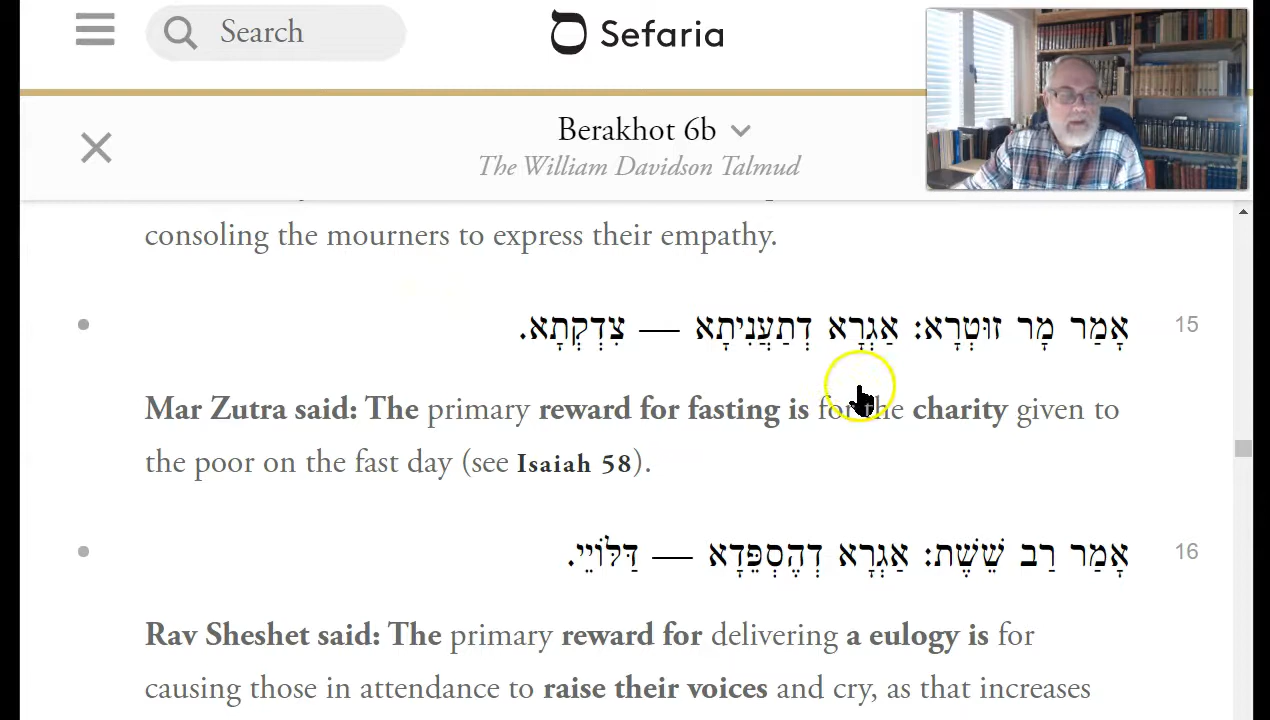 Search
Sefaria
Berakhot 6b
The William Davidson Talmud
consoling the mourners to express their empathy.
אָמַר מָר זוּטְרָא: אַגְרָא דְתַעֲנִיתָא — צִדְקְתָא. 15
Mar Zutra said: The primary reward for fasting is for the charity given to
the poor on the fast day (see Isaiah 58).
אָמַר רַב שֵׁשֶׁת: אַגְרָא דְהֶסְפֵּדָא — דַּלּוֹיֵי. 16
Rav Sheshet said: The primary reward for delivering a eulogy is for
causing those in attendance to raise their voices and cry, as that increases